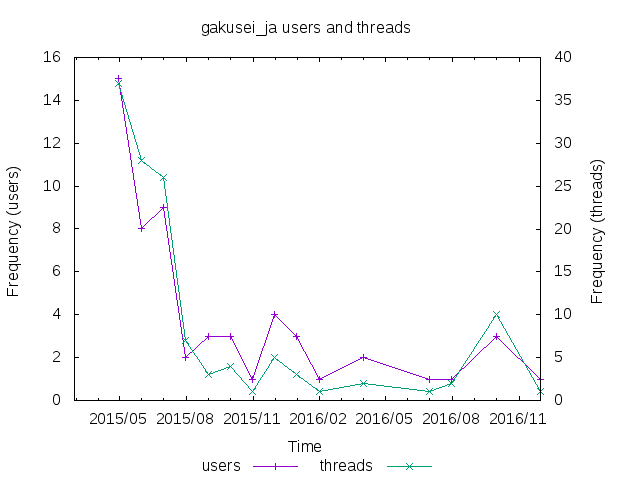 gakusei_ja users and threads
16 40
14 35
12 30
10 25
8 20
6 15
4 10
2 5
0 0
Frequency (users)
Frequency (threads)
2015/05 2015/08 2015/11 2016/02 2016/05 2016/08 2016/11
Time
users threads